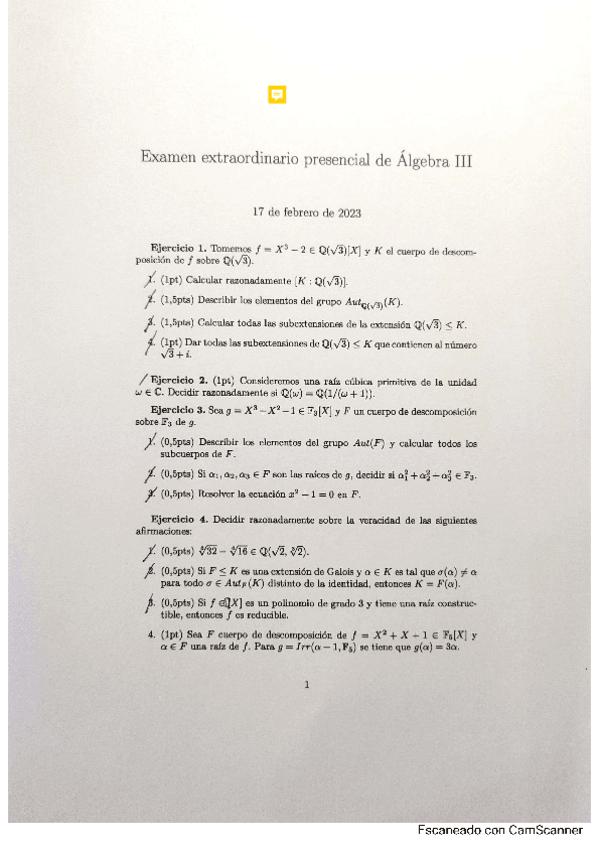 Examen extraordinario presencial de Álgebra III
17 de febrero de 2023
Ejercicio 1. Tomemos f = X³ − 2 ∈ ℚ(√3)[X] y K el cuerpo de descom-
posición de f sobre ℚ(√3).
1. (1pt) Calcular razonadamente [K : ℚ(√3)].
2. (1,5pts) Describir los elementos del grupo Aut_ℚ(√3)(K).
3. (1,5pts) Calcular todas las subextensiones de la extensión ℚ(√3) ≤ K.
4. (1pt) Dar todas las subextensiones de ℚ(√3) ≤ K que contienen al número
√3 + i.
Ejercicio 2. (1pt) Consideremos una raíz cúbica primitiva de la unidad
ω ∈ ℂ. Decidir razonadamente si ℚ(ω) = ℚ(1/(ω + 1)).
Ejercicio 3. Sea g = X³ − X² − 1 ∈ 𝔽₃[X] y F un cuerpo de descomposición
sobre 𝔽₃ de g.
1. (0,5pts) Describir los elementos del grupo Aut(F) y calcular todos los
subcuerpos de F.
2. (0,5pts) Si α₁, α₂, α₃ ∈ F son las raíces de g, decidir si α₁² + α₂² + α₃² ∈ 𝔽₃.
3. (0,5pts) Resolver la ecuación x² − 1 = 0 en F.
Ejercicio 4. Decidir razonadamente sobre la veracidad de las siguientes
afirmaciones:
1. (0,5pts) − ∈ ℚ(√2, ∛2).
2. (0,5pts) Si F ≤ K es una extensión de Galois y α ∈ K es tal que σ(α) ≠ α
para todo σ ∈ Aut_F(K) distinto de la identidad, entonces K = F(α).
3. (0,5pts) Si f ∈ [X] es un polinomio de grado 3 y tiene una raíz construc-
tible, entonces f es reducible.
4. (1pt) Sea F cuerpo de descomposición de f = X² + X + 1 ∈ 𝔽₅[X] y
α ∈ F una raíz de f. Para g = Irr(α − 1, 𝔽₅) se tiene que g(α) = 3α.
1
Escaneado con CamScanner